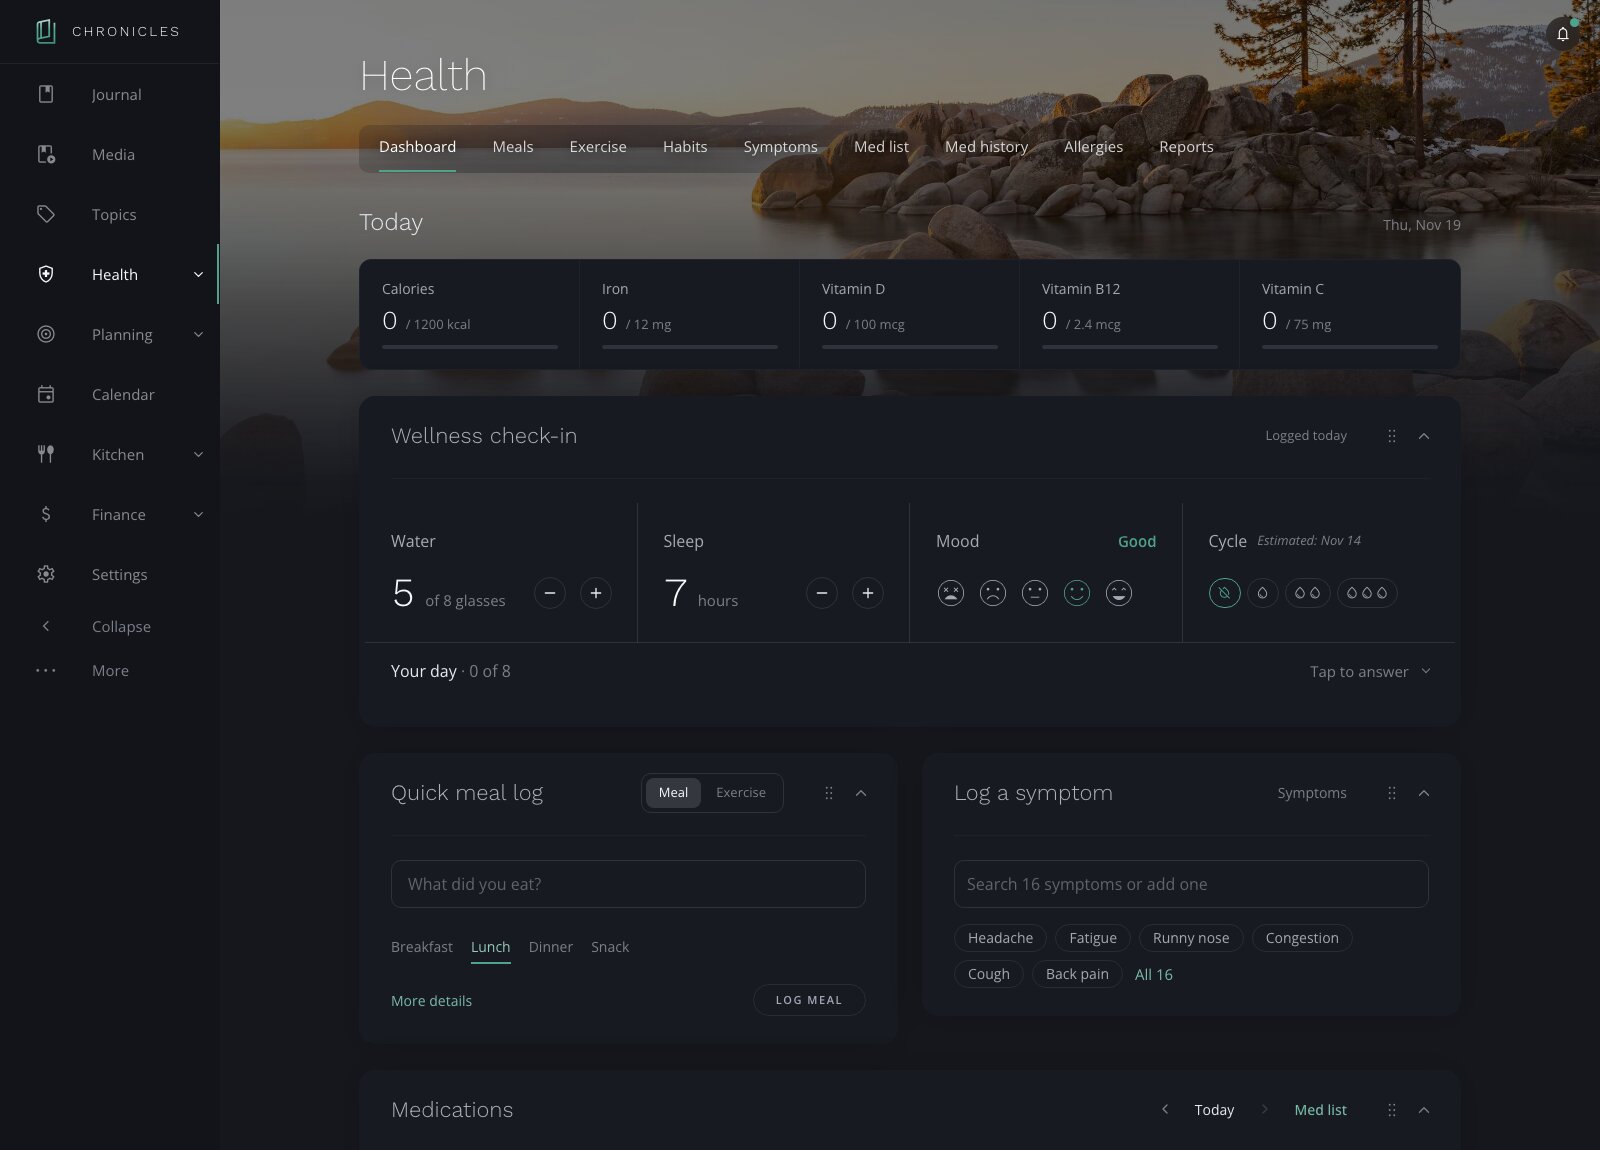 CHRONICLES
Journal
Media
Topics
Health
Planning
Calendar
Kitchen
Finance
Settings
Collapse
More
Health
Dashboard Meals Exercise Habits Symptoms Med list Med history Allergies Reports
Today Thu, Nov 19
Calories Iron Vitamin D Vitamin B12 Vitamin C
0 / 1200 kcal 0 / 12 mg 0 / 100 mcg 0 / 2.4 mcg 0 / 75 mg
Wellness check-in Logged today
Water Sleep Mood Good Cycle Estimated: Nov 14
5 of 8 glasses − + 7 hours − +
Your day · 0 of 8 Tap to answer
Quick meal log Meal Exercise
What did you eat?
Breakfast Lunch Dinner Snack
More details LOG MEAL
Log a symptom Symptoms
Search 16 symptoms or add one
Headache Fatigue Runny nose Congestion
Cough Back pain All 16
Medications Today Med list